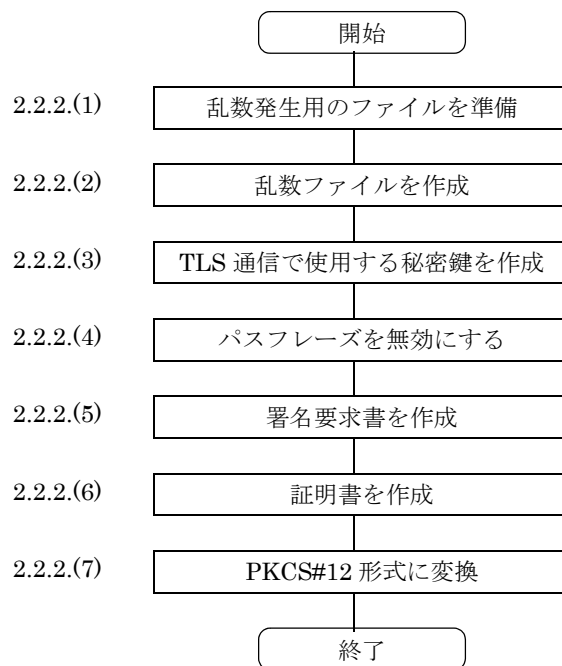 開始
2.2.2.(1) 乱数発生用のファイルを準備
2.2.2.(2) 乱数ファイルを作成
2.2.2.(3) TLS 通信で使用する秘密鍵を作成
2.2.2.(4) パスフレーズを無効にする
2.2.2.(5) 署名要求書を作成
2.2.2.(6) 証明書を作成
2.2.2.(7) PKCS#12 形式に変換
終了